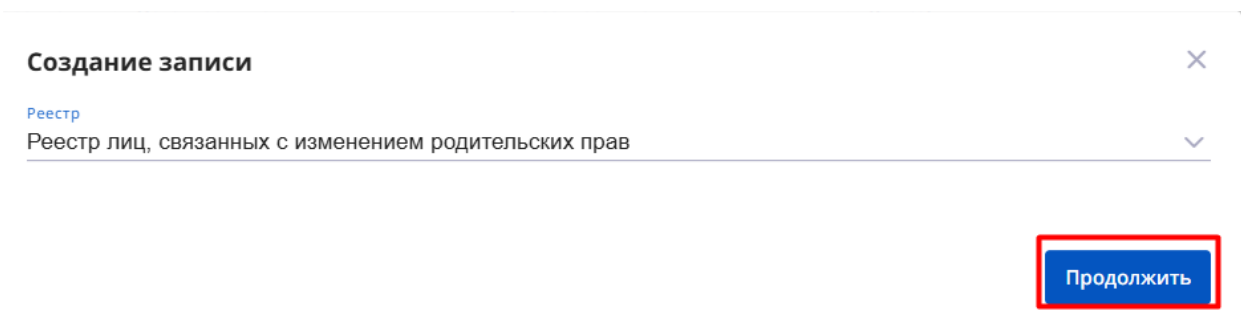 Создание записи
Реестр
Реестр лиц, связанных с изменением родительских прав
Продолжить